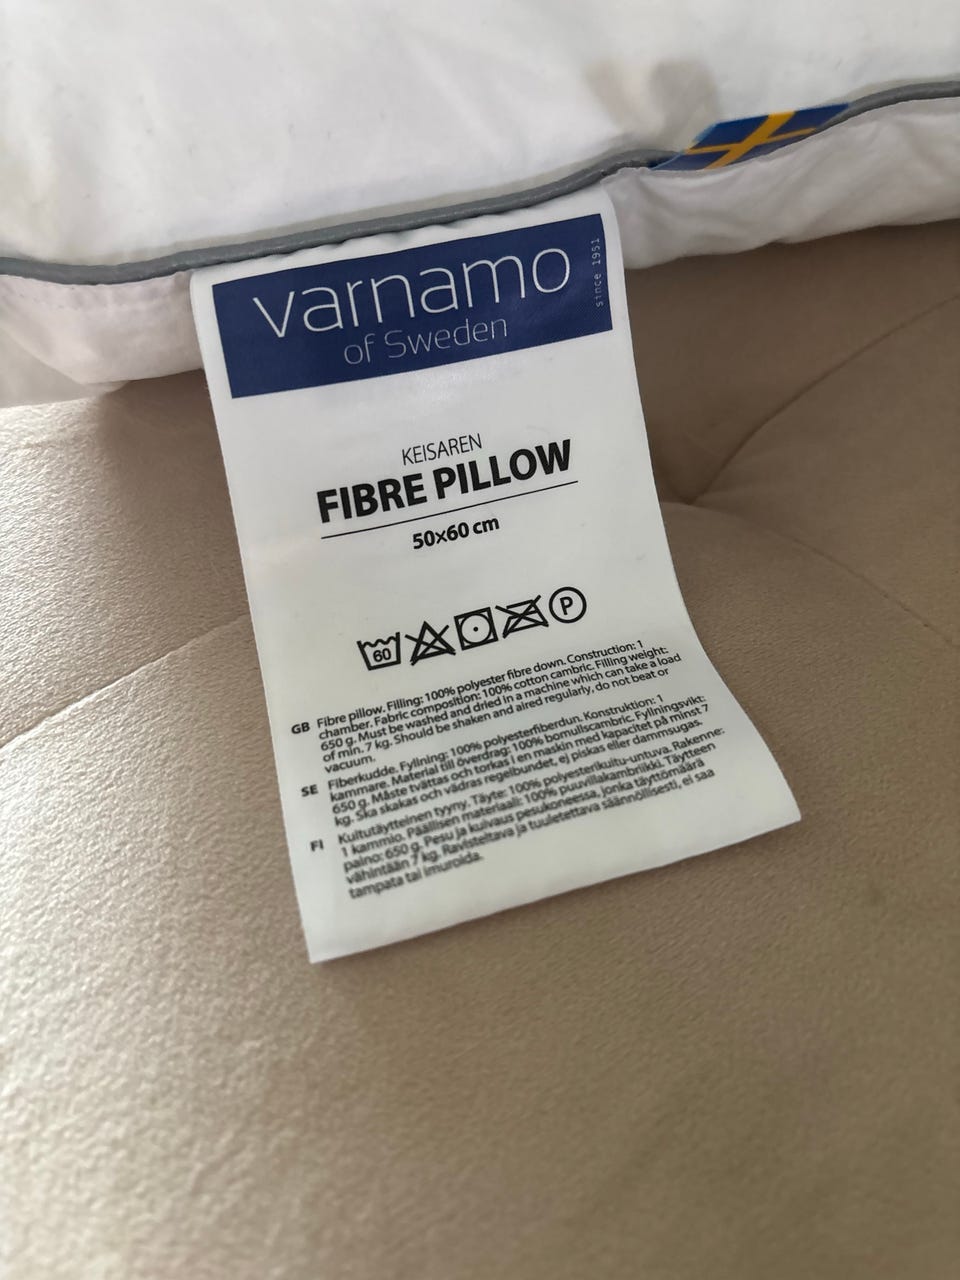 varnamo
of Sweden
since 1951
KEISAREN
FIBRE PILLOW
50×60 cm
60
P
GB Fibre pillow. Filling: 100% polyester fibre down. Construction: 1
chamber. Fabric composition: 100% cotton cambric. Filling weight:
650 g. Must be washed and dried in a machine which can take a load
of min. 7 kg. Should be shaken and aired regularly, do not beat or
vacuum.
SE Fiberkudde. Fyllning: 100% polyesterfiberdun. Konstruktion: 1
kammare. Material till överdrag: 100% bomullscambric. Fyllningsvikt:
650 g. Måste tvättas och torkas i en maskin med kapacitet på minst 7
kg. Ska skakas och vädras regelbundet, ej piskas eller dammsugas.
FI Kuitutäytteinen tyyny. Täyte: 100% polyesterikuitu-untuva. Rakenne:
1 kammio. Päällisen materiaali: 100% puuvillakambriikki. Täytteen
paino: 650 g. Pesu ja kuivaus pesukoneessa, jonka täyttömäärä
vähintään 7 kg. Ravisteltava ja tuuletettava säännöllisesti, ei saa
tampata tai imuroida.